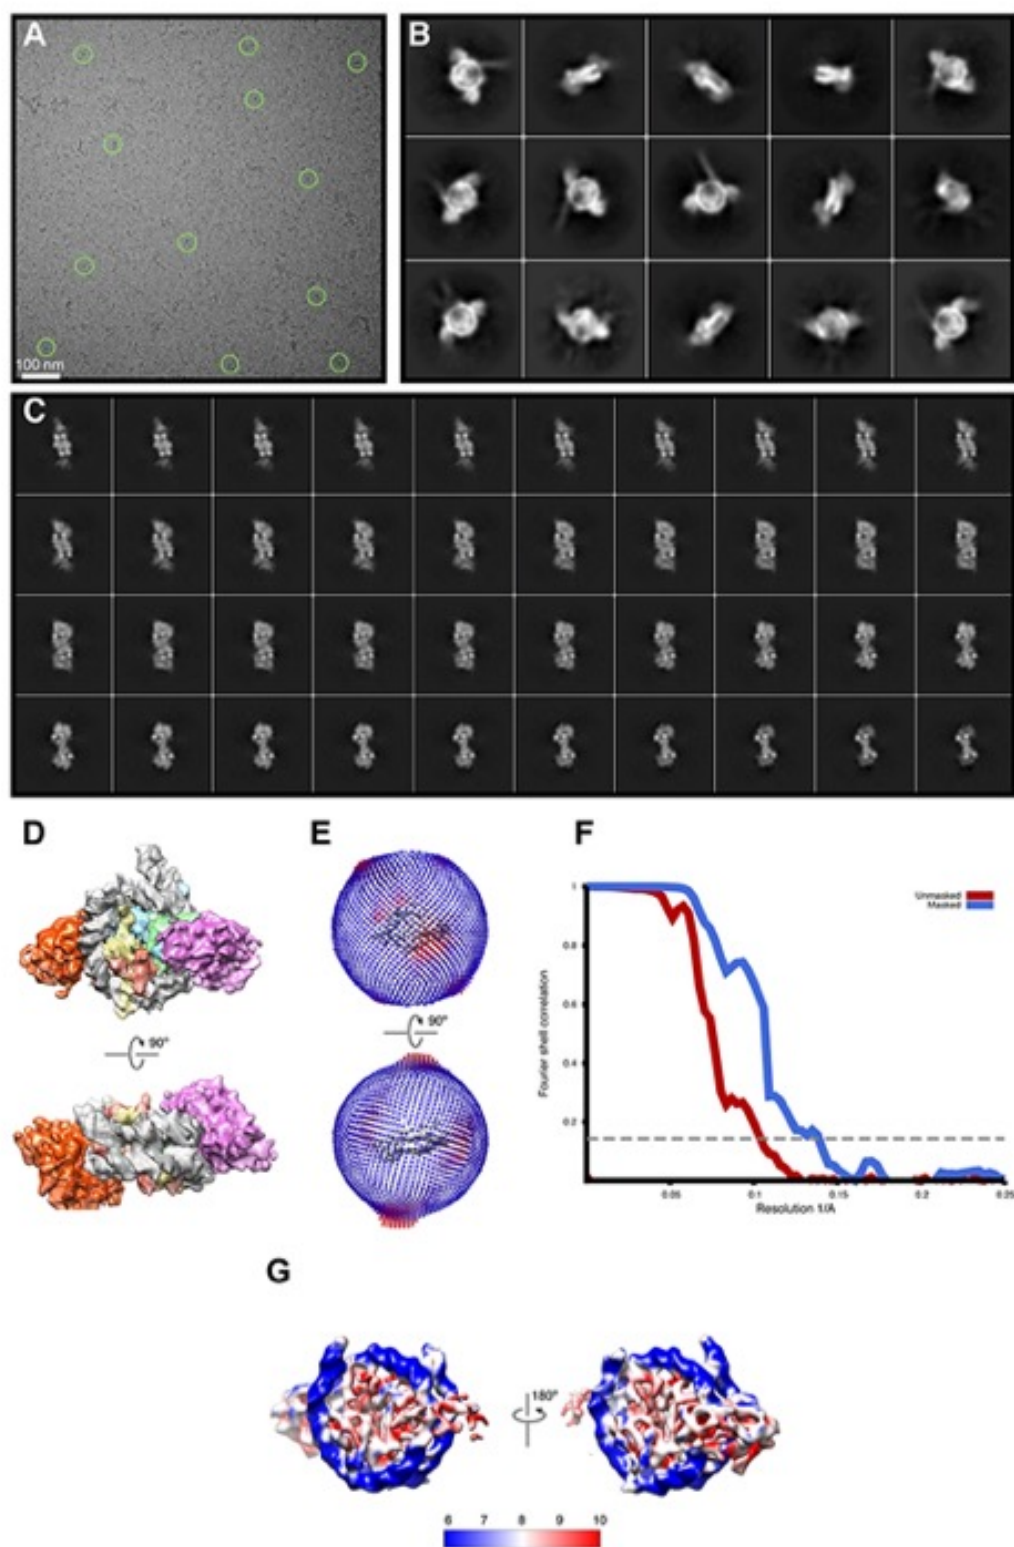 A
B
100 nm
C
D
E
F
90°
90°
1
0.8
0.6
0.4
0.2
0.05
0.1
0.15
0.2
0.25
Fourier shell correlation
Resolution 1/A
Unmasked
Masked
G
180°
6 7 8 9 10